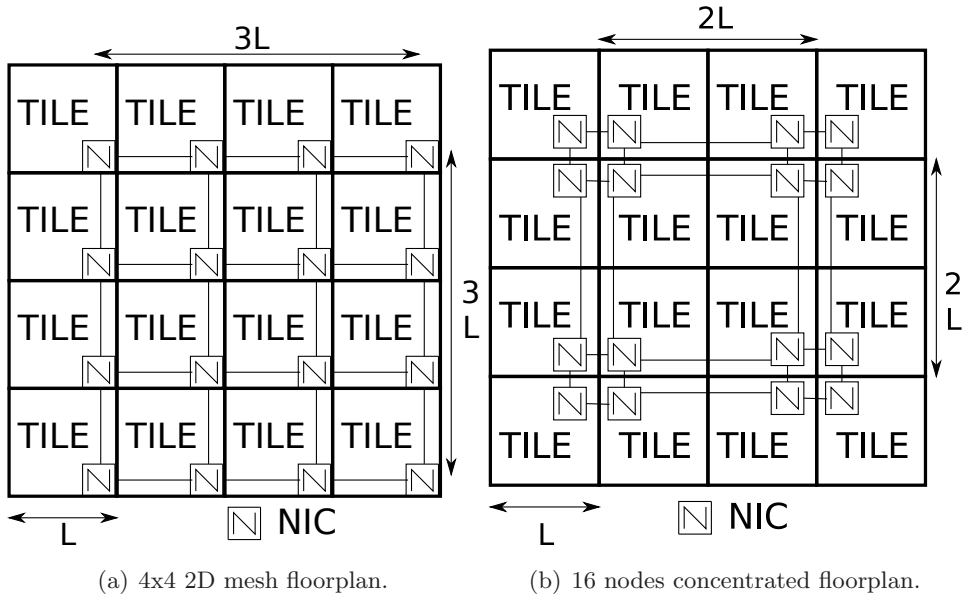 3L
TILE TILE TILE TILE
N N N N
TILE TILE TILE TILE
N N N N
3
L
TILE TILE TILE TILE
N N N N
TILE TILE TILE TILE
N N N N
L
N NIC
(a) 4x4 2D mesh floorplan.
2L
TILE TILE TILE TILE
N N N N
N N N N
TILE TILE TILE TILE
2
L
TILE TILE TILE TILE
N N N N
N N N N
TILE TILE TILE TILE
L
N NIC
(b) 16 nodes concentrated floorplan.